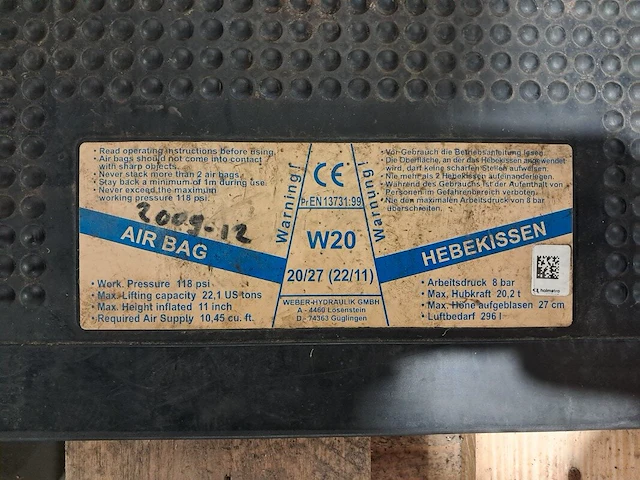 • Read operating instructions before using.
• Air bags should not come into contact
with sharp objects.
• Never stack more than 2 air bags.
• Stay back a minimum of 1m during use
• Never exceed the maximum
working pressure 118 psi.
2009-12
AIR BAG
• Work. Pressure 118 psi
• Max. Lifting capacity 22,1 US tons
• Max. Height inflated 11 inch
• Required Air Supply 10,45 cu. ft.
Warning!
CE
Pr EN 13731:99
Warnung!
W20
20/27 (22/11)
WEBER-HYDRAULIK GMBH
A - 4460 Losenstein
D - 74363 Güglingen
• Vor Gebrauch die Betriebsanleitung lesen.
• Die Oberfläche, an der das Hebekissen angewendet
wird, darf keine scharfen Stellen aufweisen.
• Nie mehr als 2 Hebekissen aufeinanderlegen.
• Während des Gebrauchs ist der Aufenthalt von
Personen im Gefahrenbereich verboten.
• Nie den maximalen Arbeitsdruck von 8 bar
überschreiten.
HEBEKISSEN
• Arbeitsdruck 8 bar
• Max. Hubkraft 20,2 t
• Max. Höhe aufgeblasen 27 cm
• Luftbedarf 296 l
holmatro